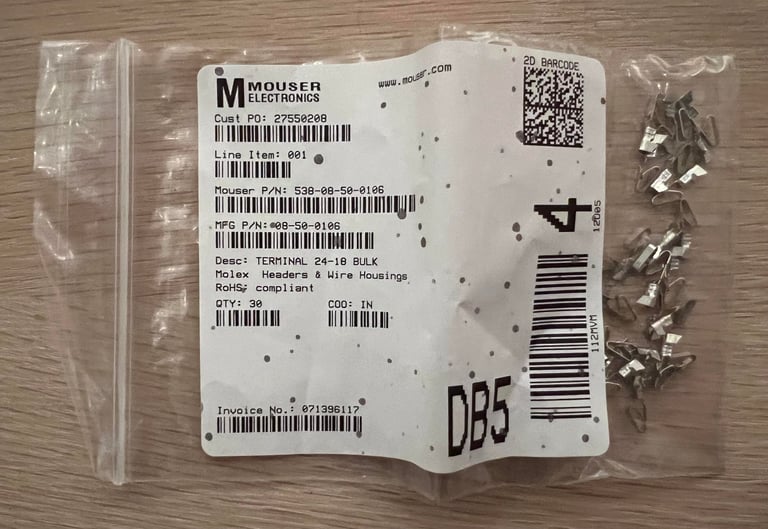 MOUSER
ELECTRONICS
www.mouser.com
2D BARCODE
Cust PO: 27550208
Line Item: 001
Mouser P/N: 538-08-50-0106
MFG P/N: 08-50-0106
Desc: TERMINAL 24-18 BULK
Molex Headers & Wire Housings
RoHS: compliant
QTY: 30 COO: IN
Invoice No.: 071396117
4
12005
112MVM
DB5